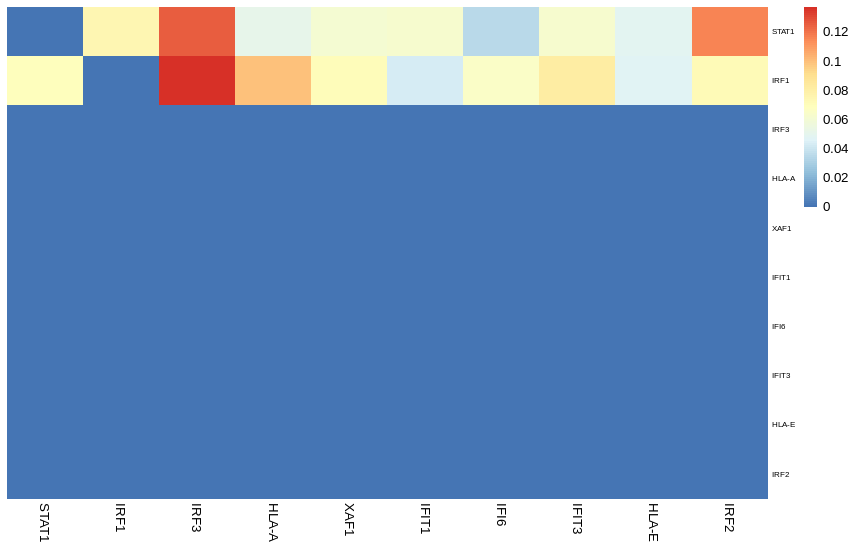 STAT1
IRF1
IRF3
HLA-A
XAF1
IFIT1
IFI6
IFIT3
HLA-E
IRF2
0.12
0.1
0.08
0.06
0.04
0.02
0
STAT1
IRF1
IRF3
HLA-A
XAF1
IFIT1
IFI6
IFIT3
HLA-E
IRF2